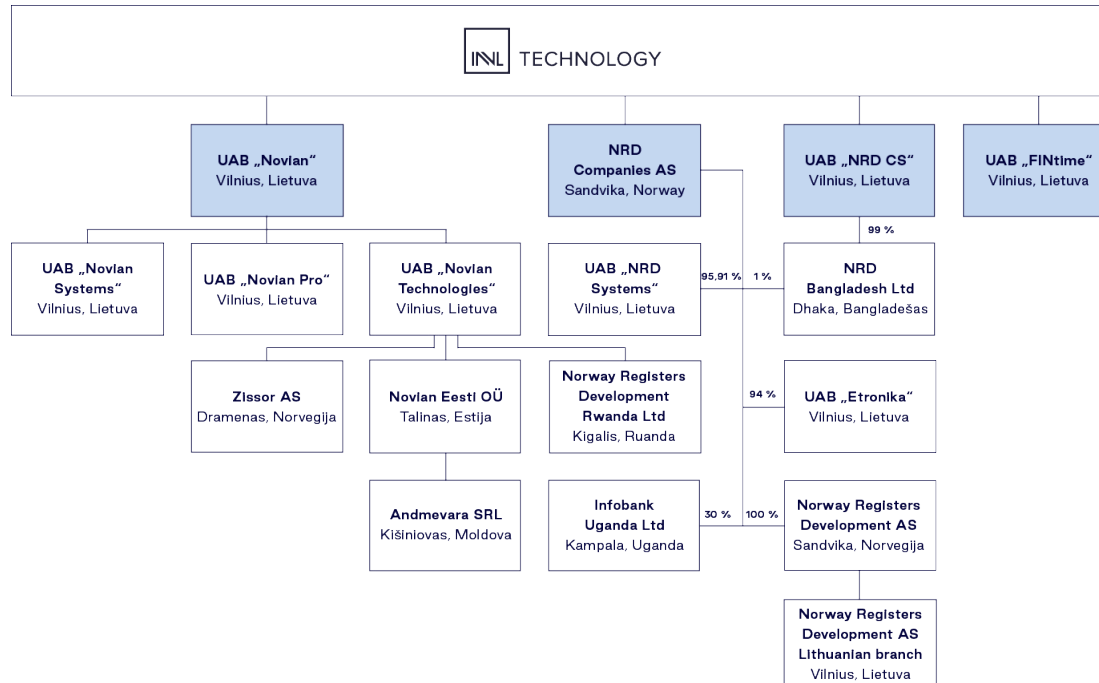 INVL TECHNOLOGY
UAB „Novian“
Vilnius, Lietuva
NRD
Companies AS
Sandvika, Norway
UAB „NRD CS“
Vilnius, Lietuva
UAB „FINtime“
Vilnius, Lietuva
99 %
UAB „Novian
Systems“
Vilnius, Lietuva
UAB „Novian Pro“
Vilnius, Lietuva
UAB „Novian
Technologies“
Vilnius, Lietuva
UAB „NRD
Systems“
Vilnius, Lietuva
95,91 %
1 %
NRD
Bangladesh Ltd
Dhaka, Bangladešas
Zissor AS
Dramenas, Norvegija
Novian Eesti OÜ
Talinas, Estija
Norway Registers
Development
Rwanda Ltd
Kigalis, Ruanda
94 %
UAB „Etronika“
Vilnius, Lietuva
Andmevara SRL
Kišiniovas, Moldova
Infobank
Uganda Ltd
Kampala, Uganda
30 %
100 %
Norway Registers
Development AS
Sandvika, Norvegija
Norway Registers
Development AS
Lithuanian branch
Vilnius, Lietuva